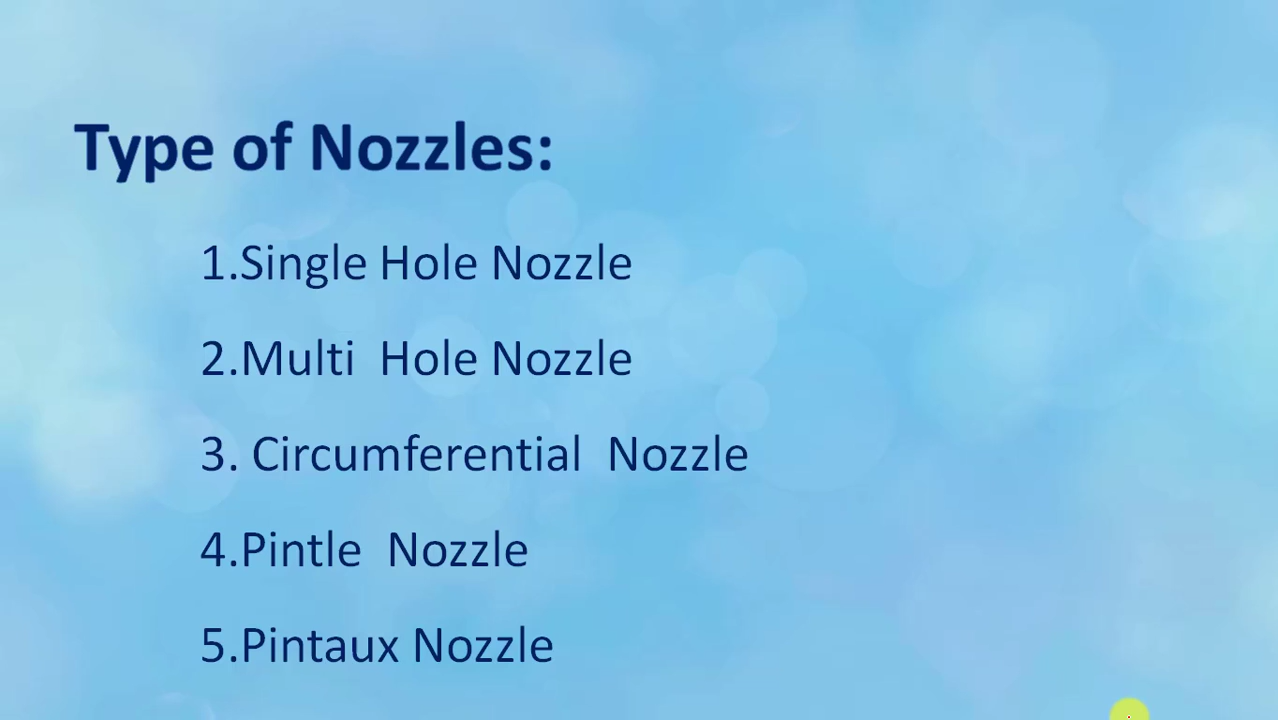 Type of Nozzles:
1.Single Hole Nozzle
2.Multi  Hole Nozzle
3. Circumferential  Nozzle
4.Pintle  Nozzle
5.Pintaux Nozzle